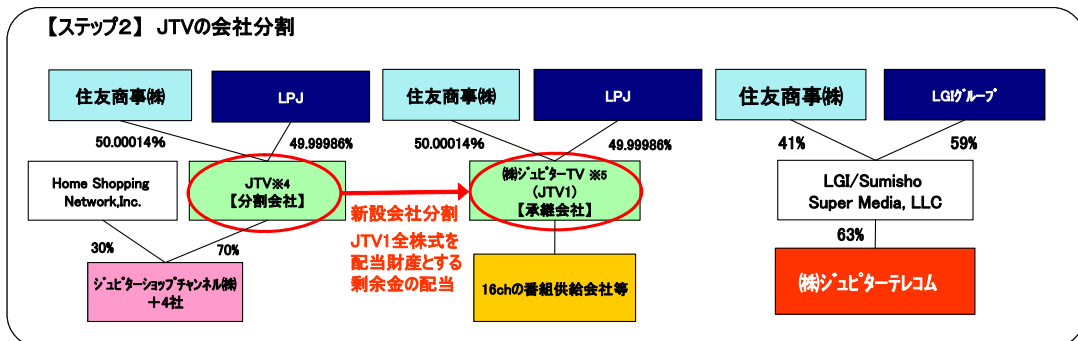 【ステップ2】 JTVの会社分割
住友商事㈱
LPJ
50.00014%
49.99986%
Home Shopping
Network,Inc.
JTV※4
【分割会社】
30%
70%
ジュピターショップチャンネル㈱
+4社
新設会社分割
JTV1全株式を
配当財産とする
剰余金の配当
住友商事㈱
LPJ
50.00014%
49.99986%
㈱ジュピターTV ※5
(JTV1)
【承継会社】
16chの番組供給会社等
住友商事㈱
LGIグループ
41%
59%
LGI/Sumisho
Super Media, LLC
63%
㈱ジュピターテレコム